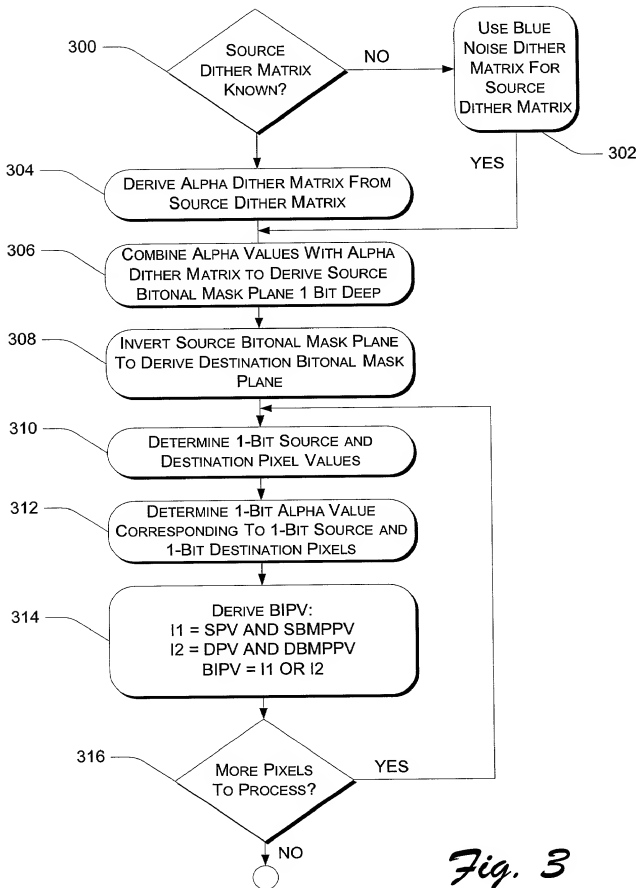 300
SOURCE
DITHER MATRIX
KNOWN?
NO
USE BLUE
NOISE DITHER
MATRIX FOR
SOURCE
DITHER MATRIX
302
YES
304
DERIVE ALPHA DITHER MATRIX FROM
SOURCE DITHER MATRIX
306
COMBINE ALPHA VALUES WITH ALPHA
DITHER MATRIX TO DERIVE SOURCE
BITONAL MASK PLANE 1 BIT DEEP
308
INVERT SOURCE BITONAL MASK PLANE
TO DERIVE DESTINATION BITONAL MASK
PLANE
310
DETERMINE 1-BIT SOURCE AND
DESTINATION PIXEL VALUES
312
DETERMINE 1-BIT ALPHA VALUE
CORRESPONDING TO 1-BIT SOURCE AND
1-BIT DESTINATION PIXELS
314
DERIVE BIPV:
I1 = SPV AND SBMPPV
I2 = DPV AND DBMPPV
BIPV = I1 OR I2
316
MORE PIXELS
TO PROCESS?
YES
NO
Fig. 3